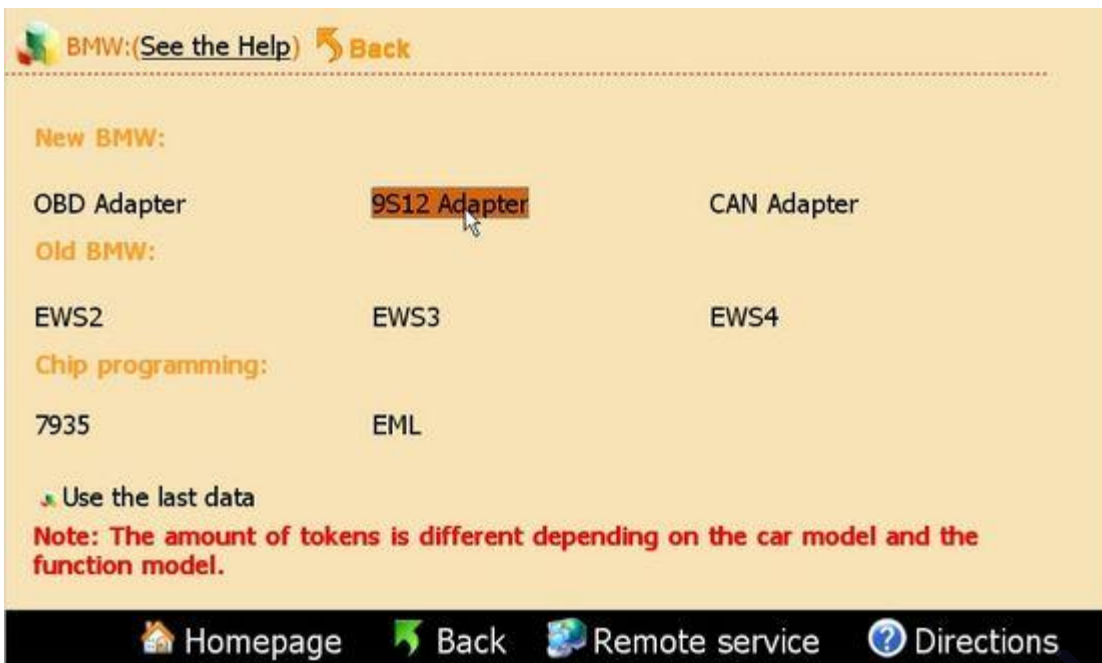 BMW:(See the Help) Back
New BMW:
OBD Adapter 9S12 Adapter CAN Adapter
Old BMW:
EWS2 EWS3 EWS4
Chip programming:
7935 EML
Use the last data
Note: The amount of tokens is different depending on the car model and the
function model.
Homepage Back Remote service Directions